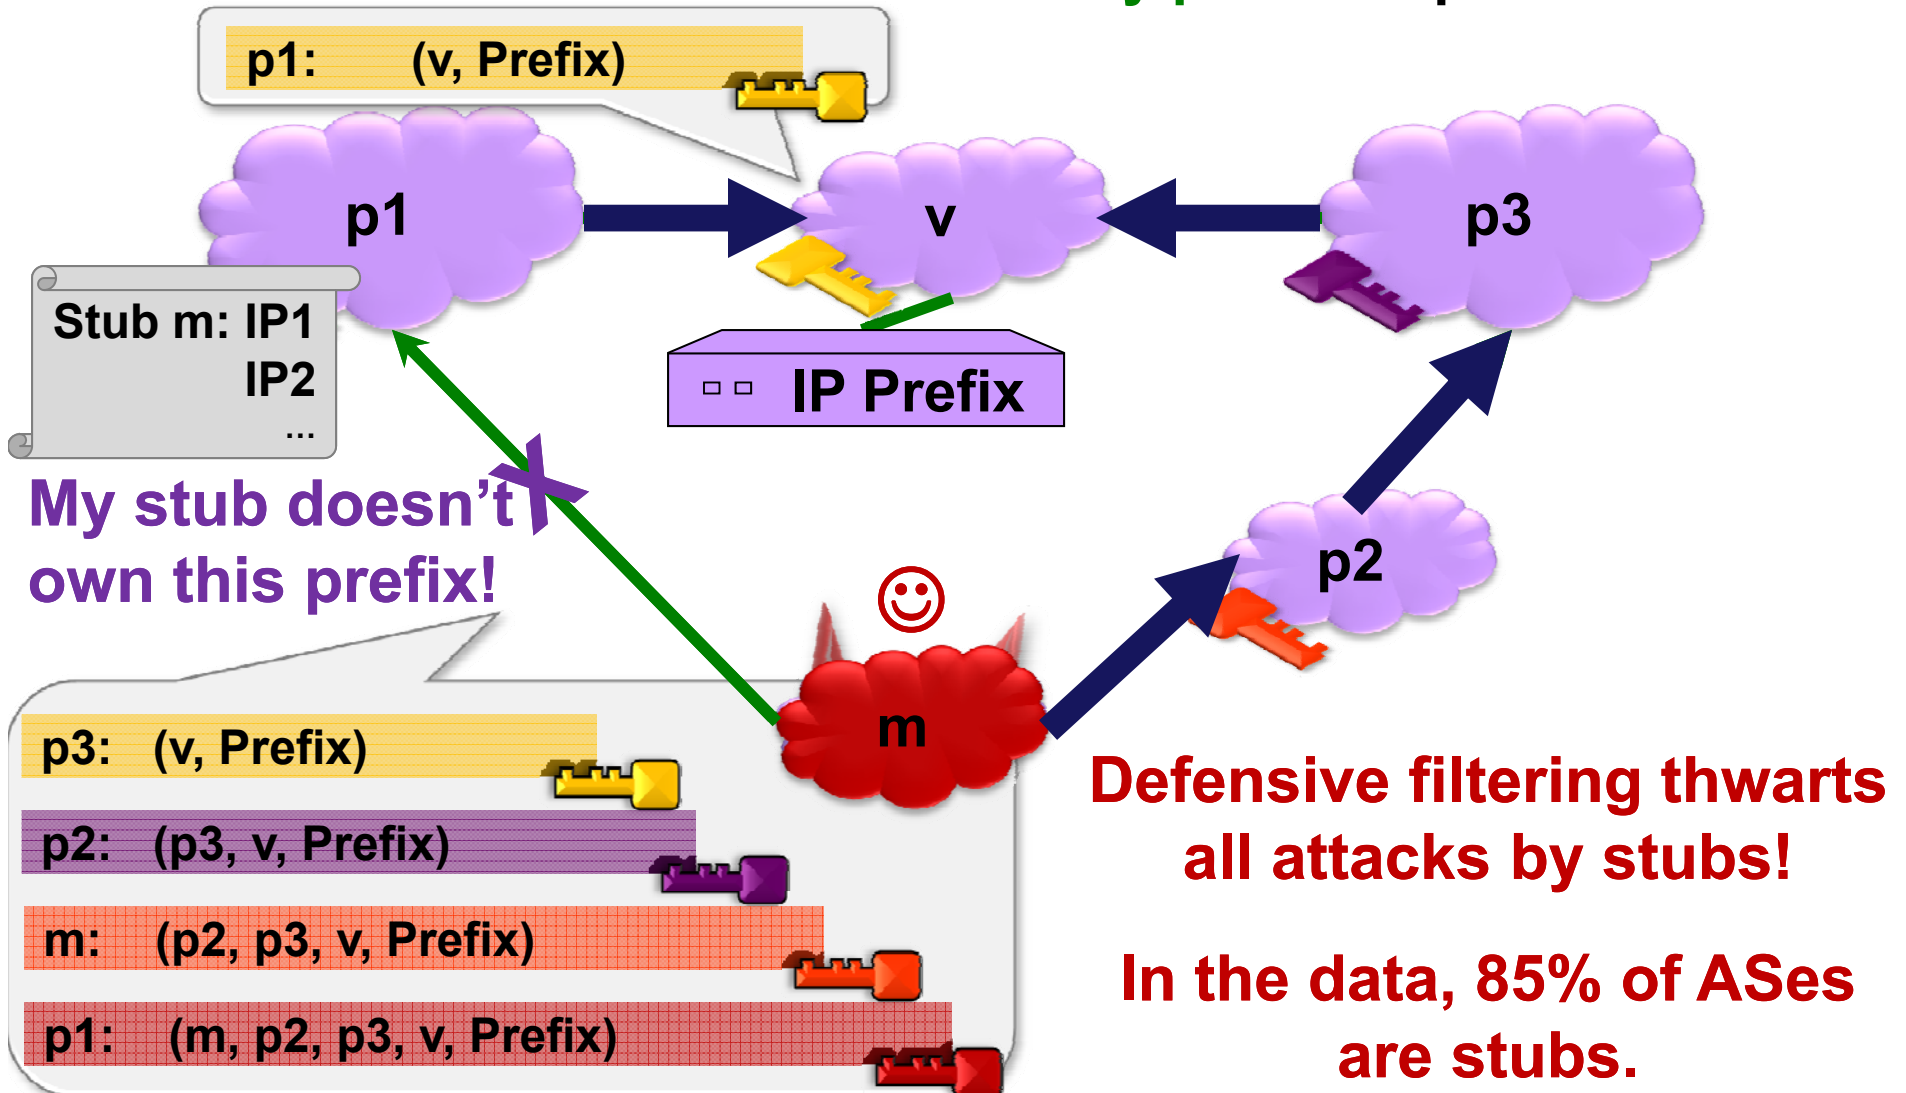 p1: (v, Prefix)
p1
v
p3
Stub m: IP1
IP2
...
IP Prefix
My stub doesn't
own this prefix!
p2
m
p3: (v, Prefix)
p2: (p3, v, Prefix)
m: (p2, p3, v, Prefix)
p1: (m, p2, p3, v, Prefix)
Defensive filtering thwarts
all attacks by stubs!
In the data, 85% of ASes
are stubs.